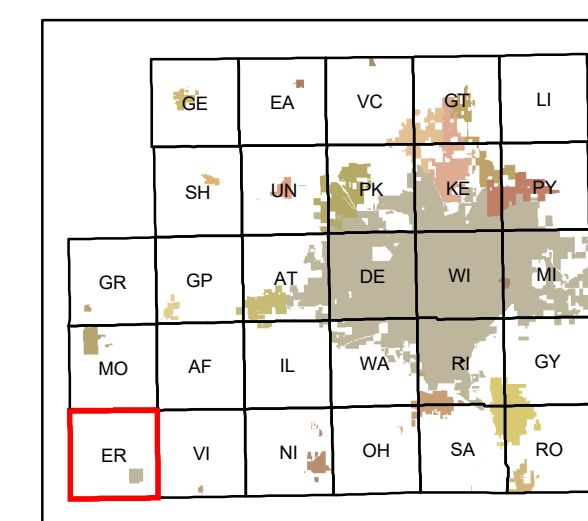 GE EA VC GT LI
SH UN PK KE PY
GR GP AT DE WI MI
MO AF IL WA RI GY
ER VI NI OH SA RO